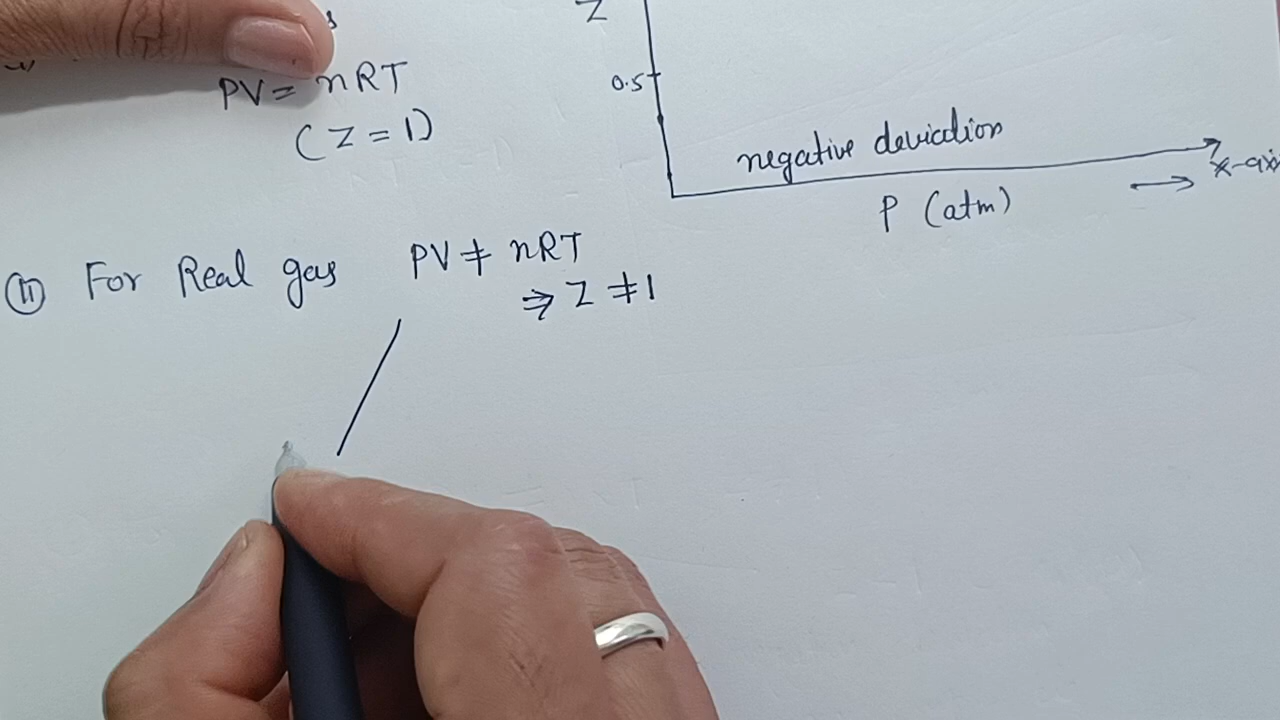 PV = nRT
(Z = 1)
Z
0.5
negative deviation
P (atm)
(II) For Real gas PV ≠ nRT
⇒ Z ≠ 1